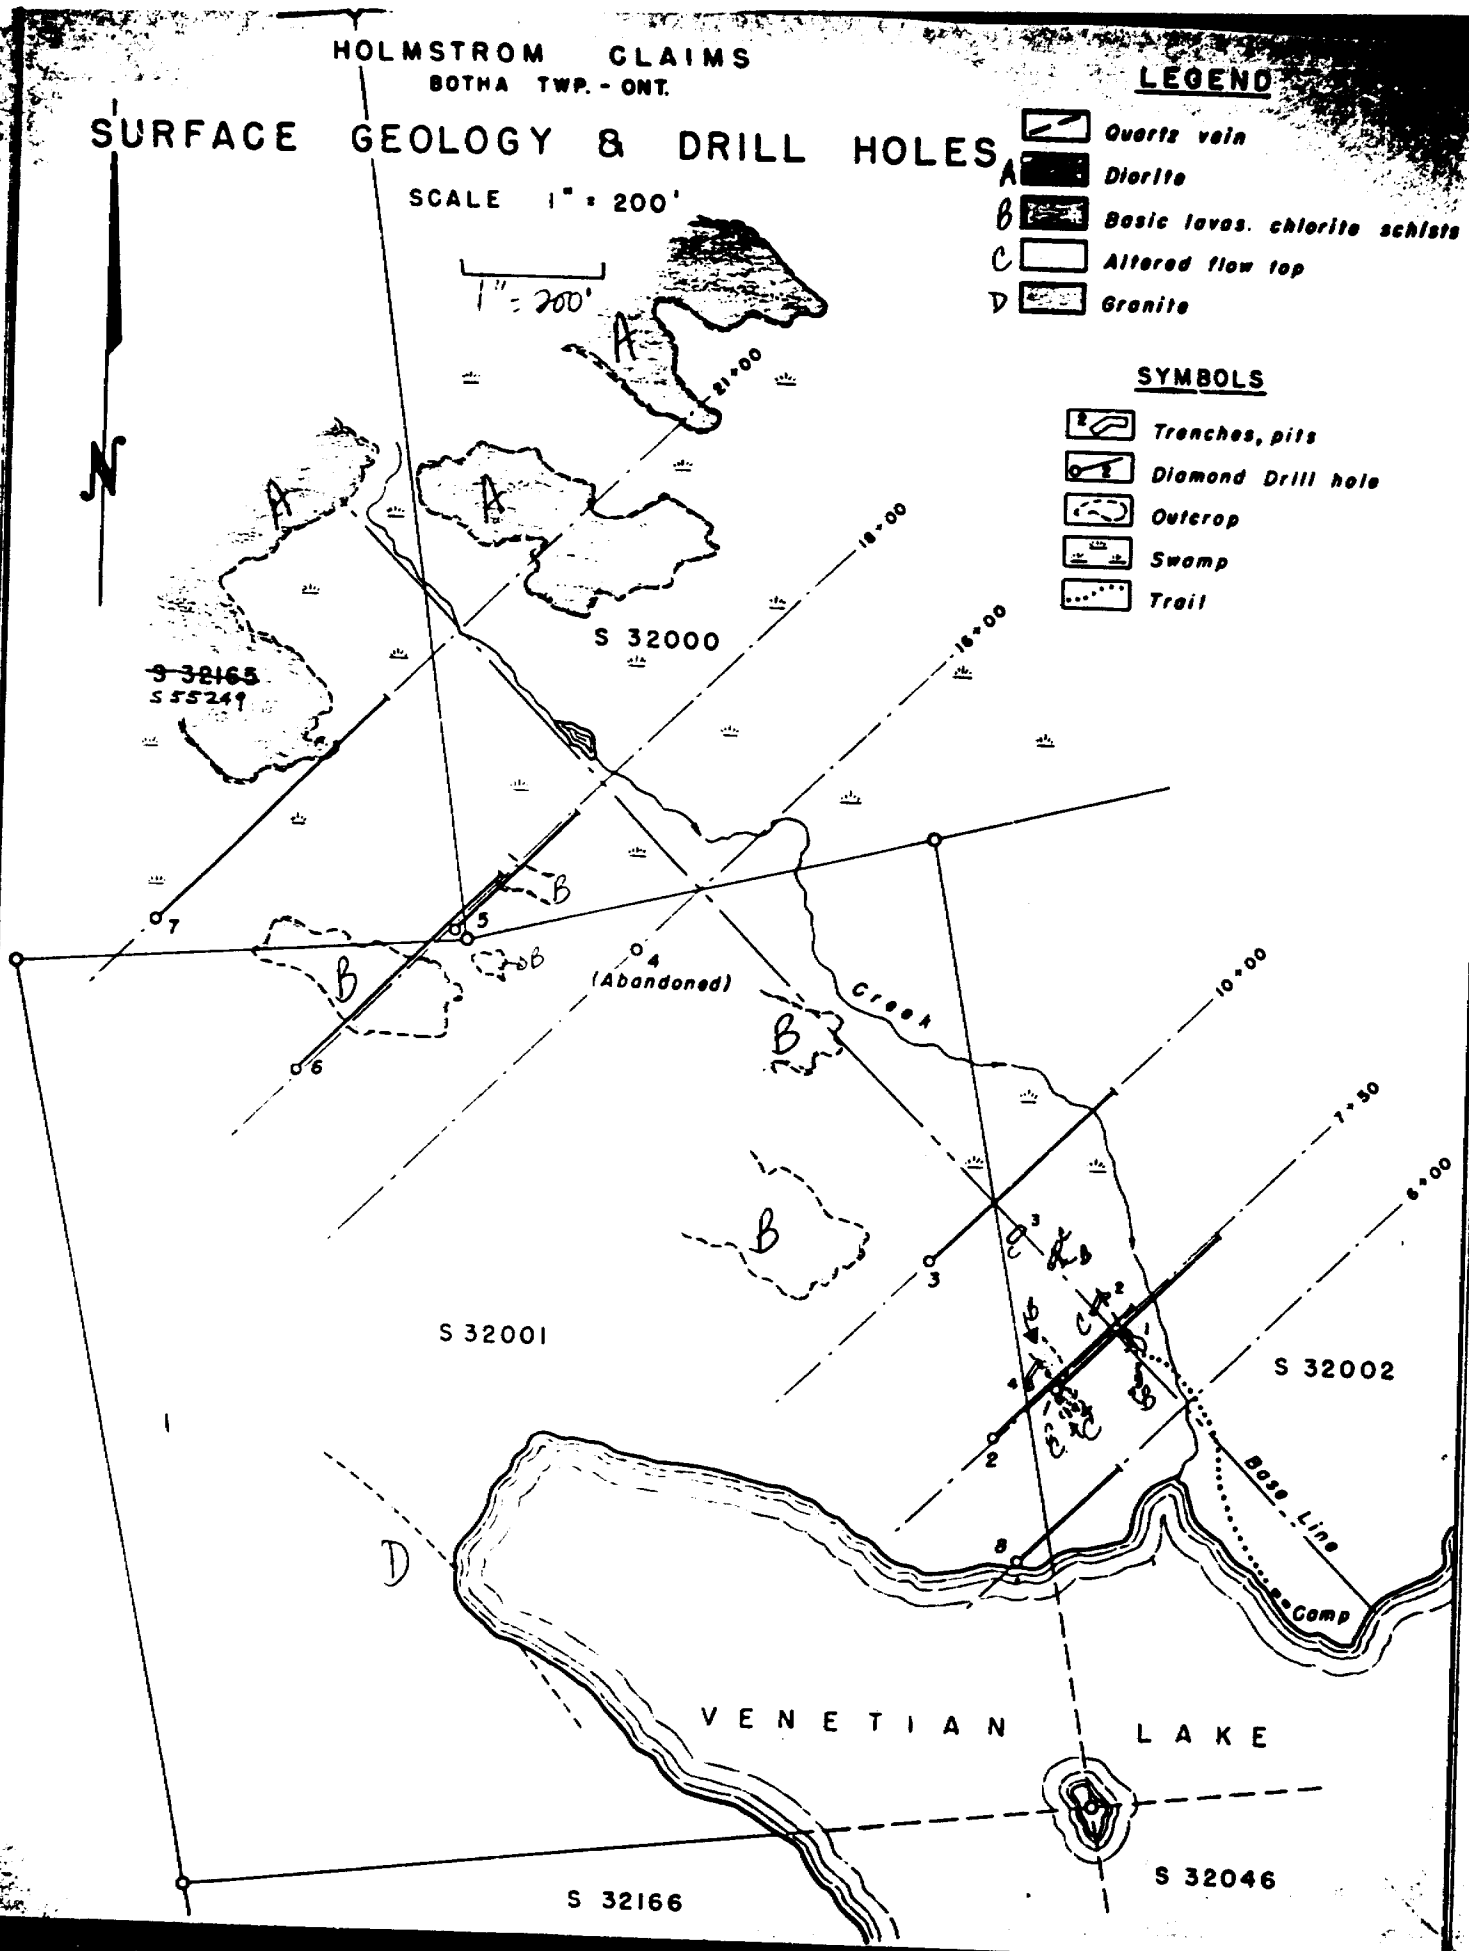 HOLMSTROM CLAIMS
BOTHA TWP. - ONT.
SURFACE GEOLOGY & DRILL HOLES
SCALE 1" = 200'
1" = 200'
N
LEGEND
Quartz vein
A Diorite
B Basic lavas. chlorite schists
C Altered flow top
D Granite
SYMBOLS
2 Trenches, pits
2 Diamond Drill hole
Outcrop
Swamp
Trail
A
21+00
A
A
18+00
16+00
S 32000
S 32165
S 55249
7
5
B
B
B
4
(Abandoned)
6
Creek
B
10+00
7+50
6+00
B
3
3
C
B
2
C
1
B
4
B
C
C
2
S 32001
S 32002
8
Base Line
Camp
D
VENETIAN LAKE
S 32046
S 32166